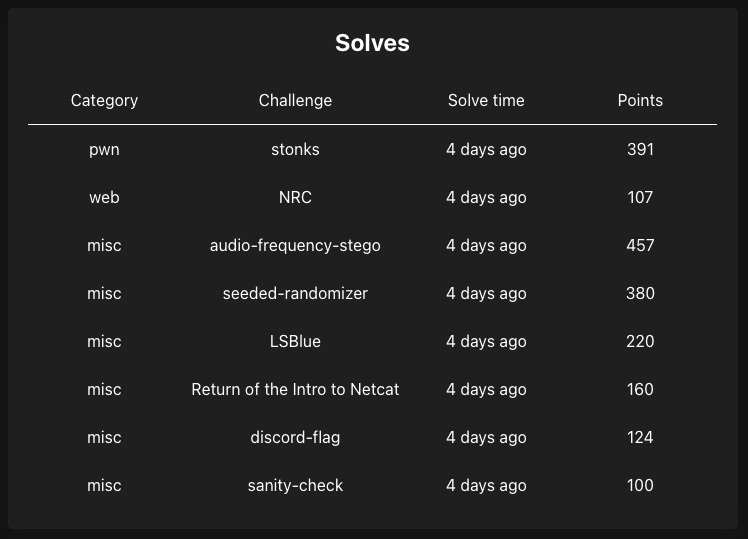 Solves
Category Challenge Solve time Points
pwn stonks 4 days ago 391
web NRC 4 days ago 107
misc audio-frequency-stego 4 days ago 457
misc seeded-randomizer 4 days ago 380
misc LSBlue 4 days ago 220
misc Return of the Intro to Netcat 4 days ago 160
misc discord-flag 4 days ago 124
misc sanity-check 4 days ago 100